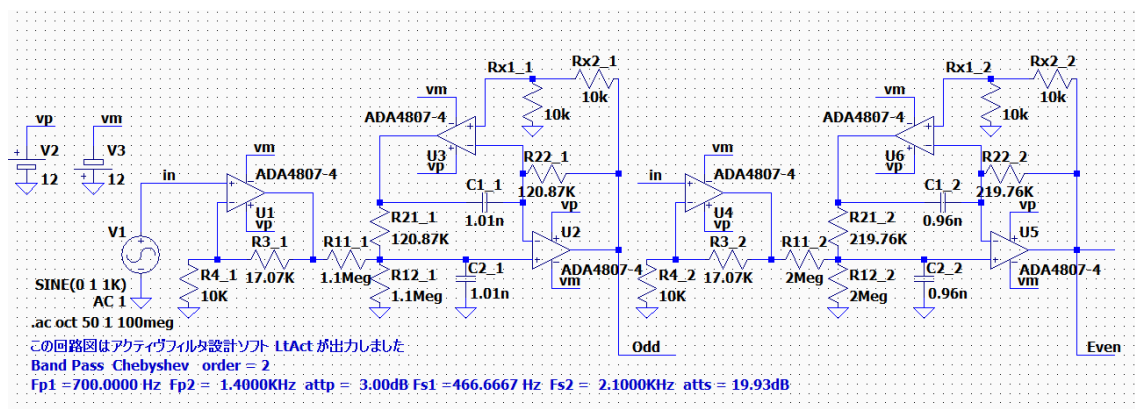 vp
V2
12
vm
V3
12
in
V1
SINE(0 1 1K)
AC 1
.ac oct 50 1 100meg
vm
ADA4807-4
U1
vp
R4_1
10K
R3_1
17.07K
R11_1
1.1Meg
R21_1
120.87K
R12_1
1.1Meg
C1_1
1.01n
C2_1
1.01n
vm
ADA4807-4
U3
vp
Rx1_1
10k
Rx2_1
10k
R22_1
120.87K
vp
U2
ADA4807-4
vm
Odd
in
vm
ADA4807-4
U4
vp
R4_2
10K
R3_2
17.07K
R11_2
2Meg
R21_2
219.76K
R12_2
2Meg
C1_2
0.96n
C2_2
0.96n
vm
ADA4807-4
U6
vp
Rx1_2
10k
Rx2_2
10k
R22_2
219.76K
vp
U5
ADA4807-4
vm
Even
この回路図はアクティヴフィルタ設計ソフト LtAct が出力しました
Band Pass Chebyshev order = 2
Fp1 =700.0000 Hz Fp2 = 1.4000KHz attp = 3.00dB Fs1 =466.6667 Hz Fs2 = 2.1000KHz atts = 19.93dB